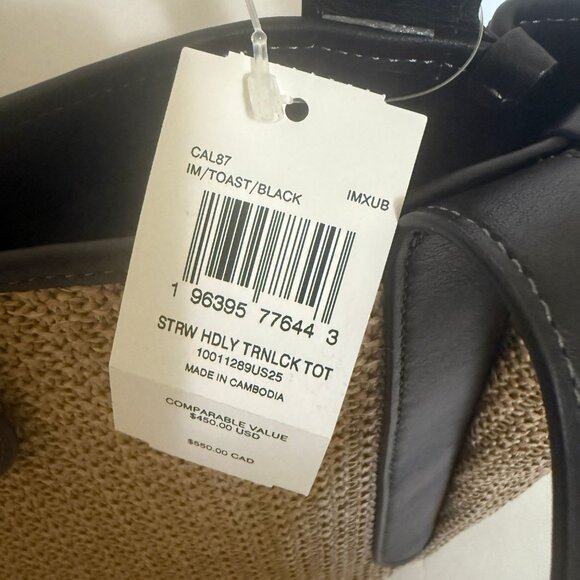 CAL87
IM/TOAST/BLACK IMXUB
1 96395 77644 3
STRW HDLY TRNLCK TOT
10011289US25
MADE IN CAMBODIA
COMPARABLE VALUE
$450.00 USD
$550.00 CAD